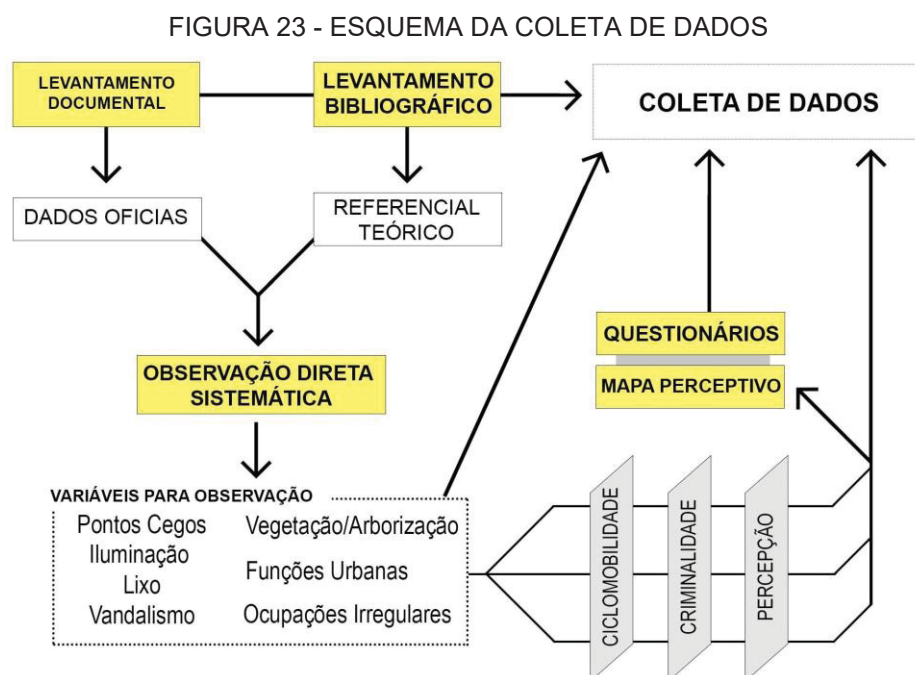 FIGURA 23 - ESQUEMA DA COLETA DE DADOS
LEVANTAMENTO
DOCUMENTAL
LEVANTAMENTO
BIBLIOGRÁFICO
COLETA DE DADOS
DADOS OFICIAS
REFERENCIAL
TEÓRICO
OBSERVAÇÃO DIRETA
SISTEMÁTICA
QUESTIONÁRIOS
MAPA PERCEPTIVO
VARIÁVEIS PARA OBSERVAÇÃO
Pontos Cegos
Iluminação
Lixo
Vandalismo
Vegetação/Arborização
Funções Urbanas
Ocupações Irregulares
CICLOMOBILIDADE
CRIMINALIDADE
PERCEPÇÃO